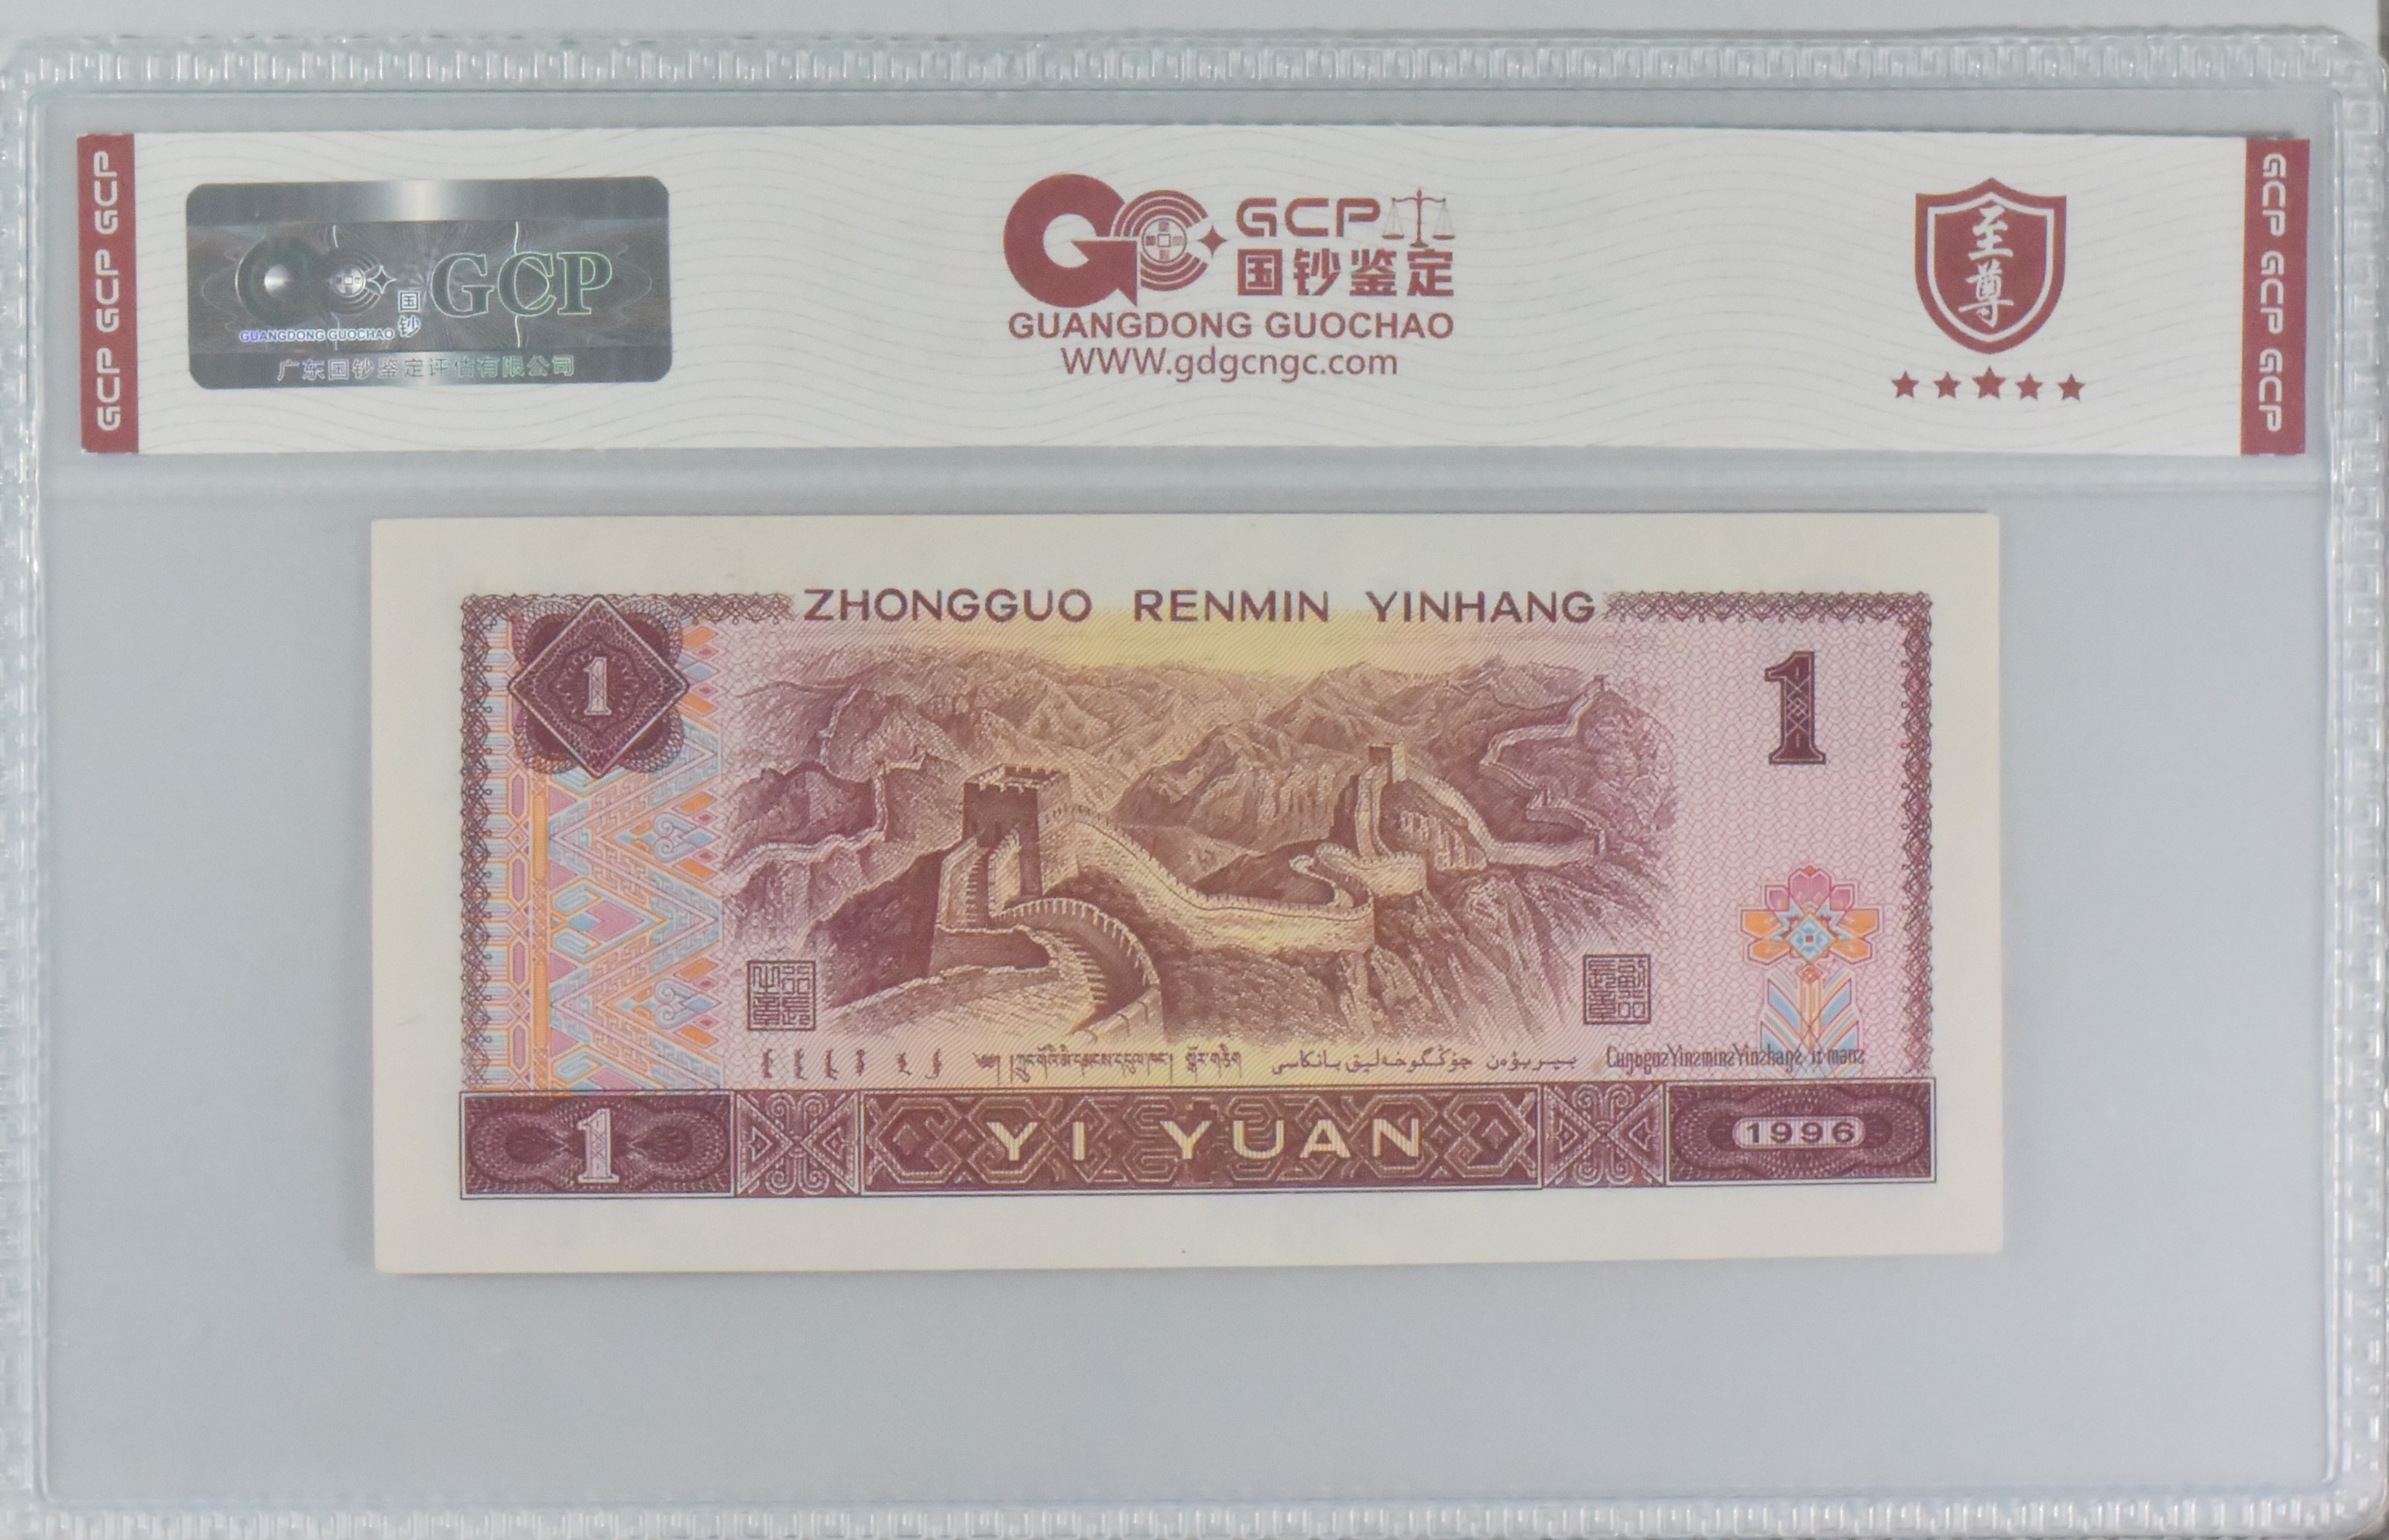 GCP GCP GCP
国钞 GCP
GUANGDONG GUOCHAO
广东国钞鉴定评估有限公司
GCP
国钞鉴定
GUANGDONG GUOCHAO
WWW.gdgcngc.com
至尊
GCP GCP GCP
ZHONGGUO RENMIN YINHANG
1
1
1
YI YUAN
1996